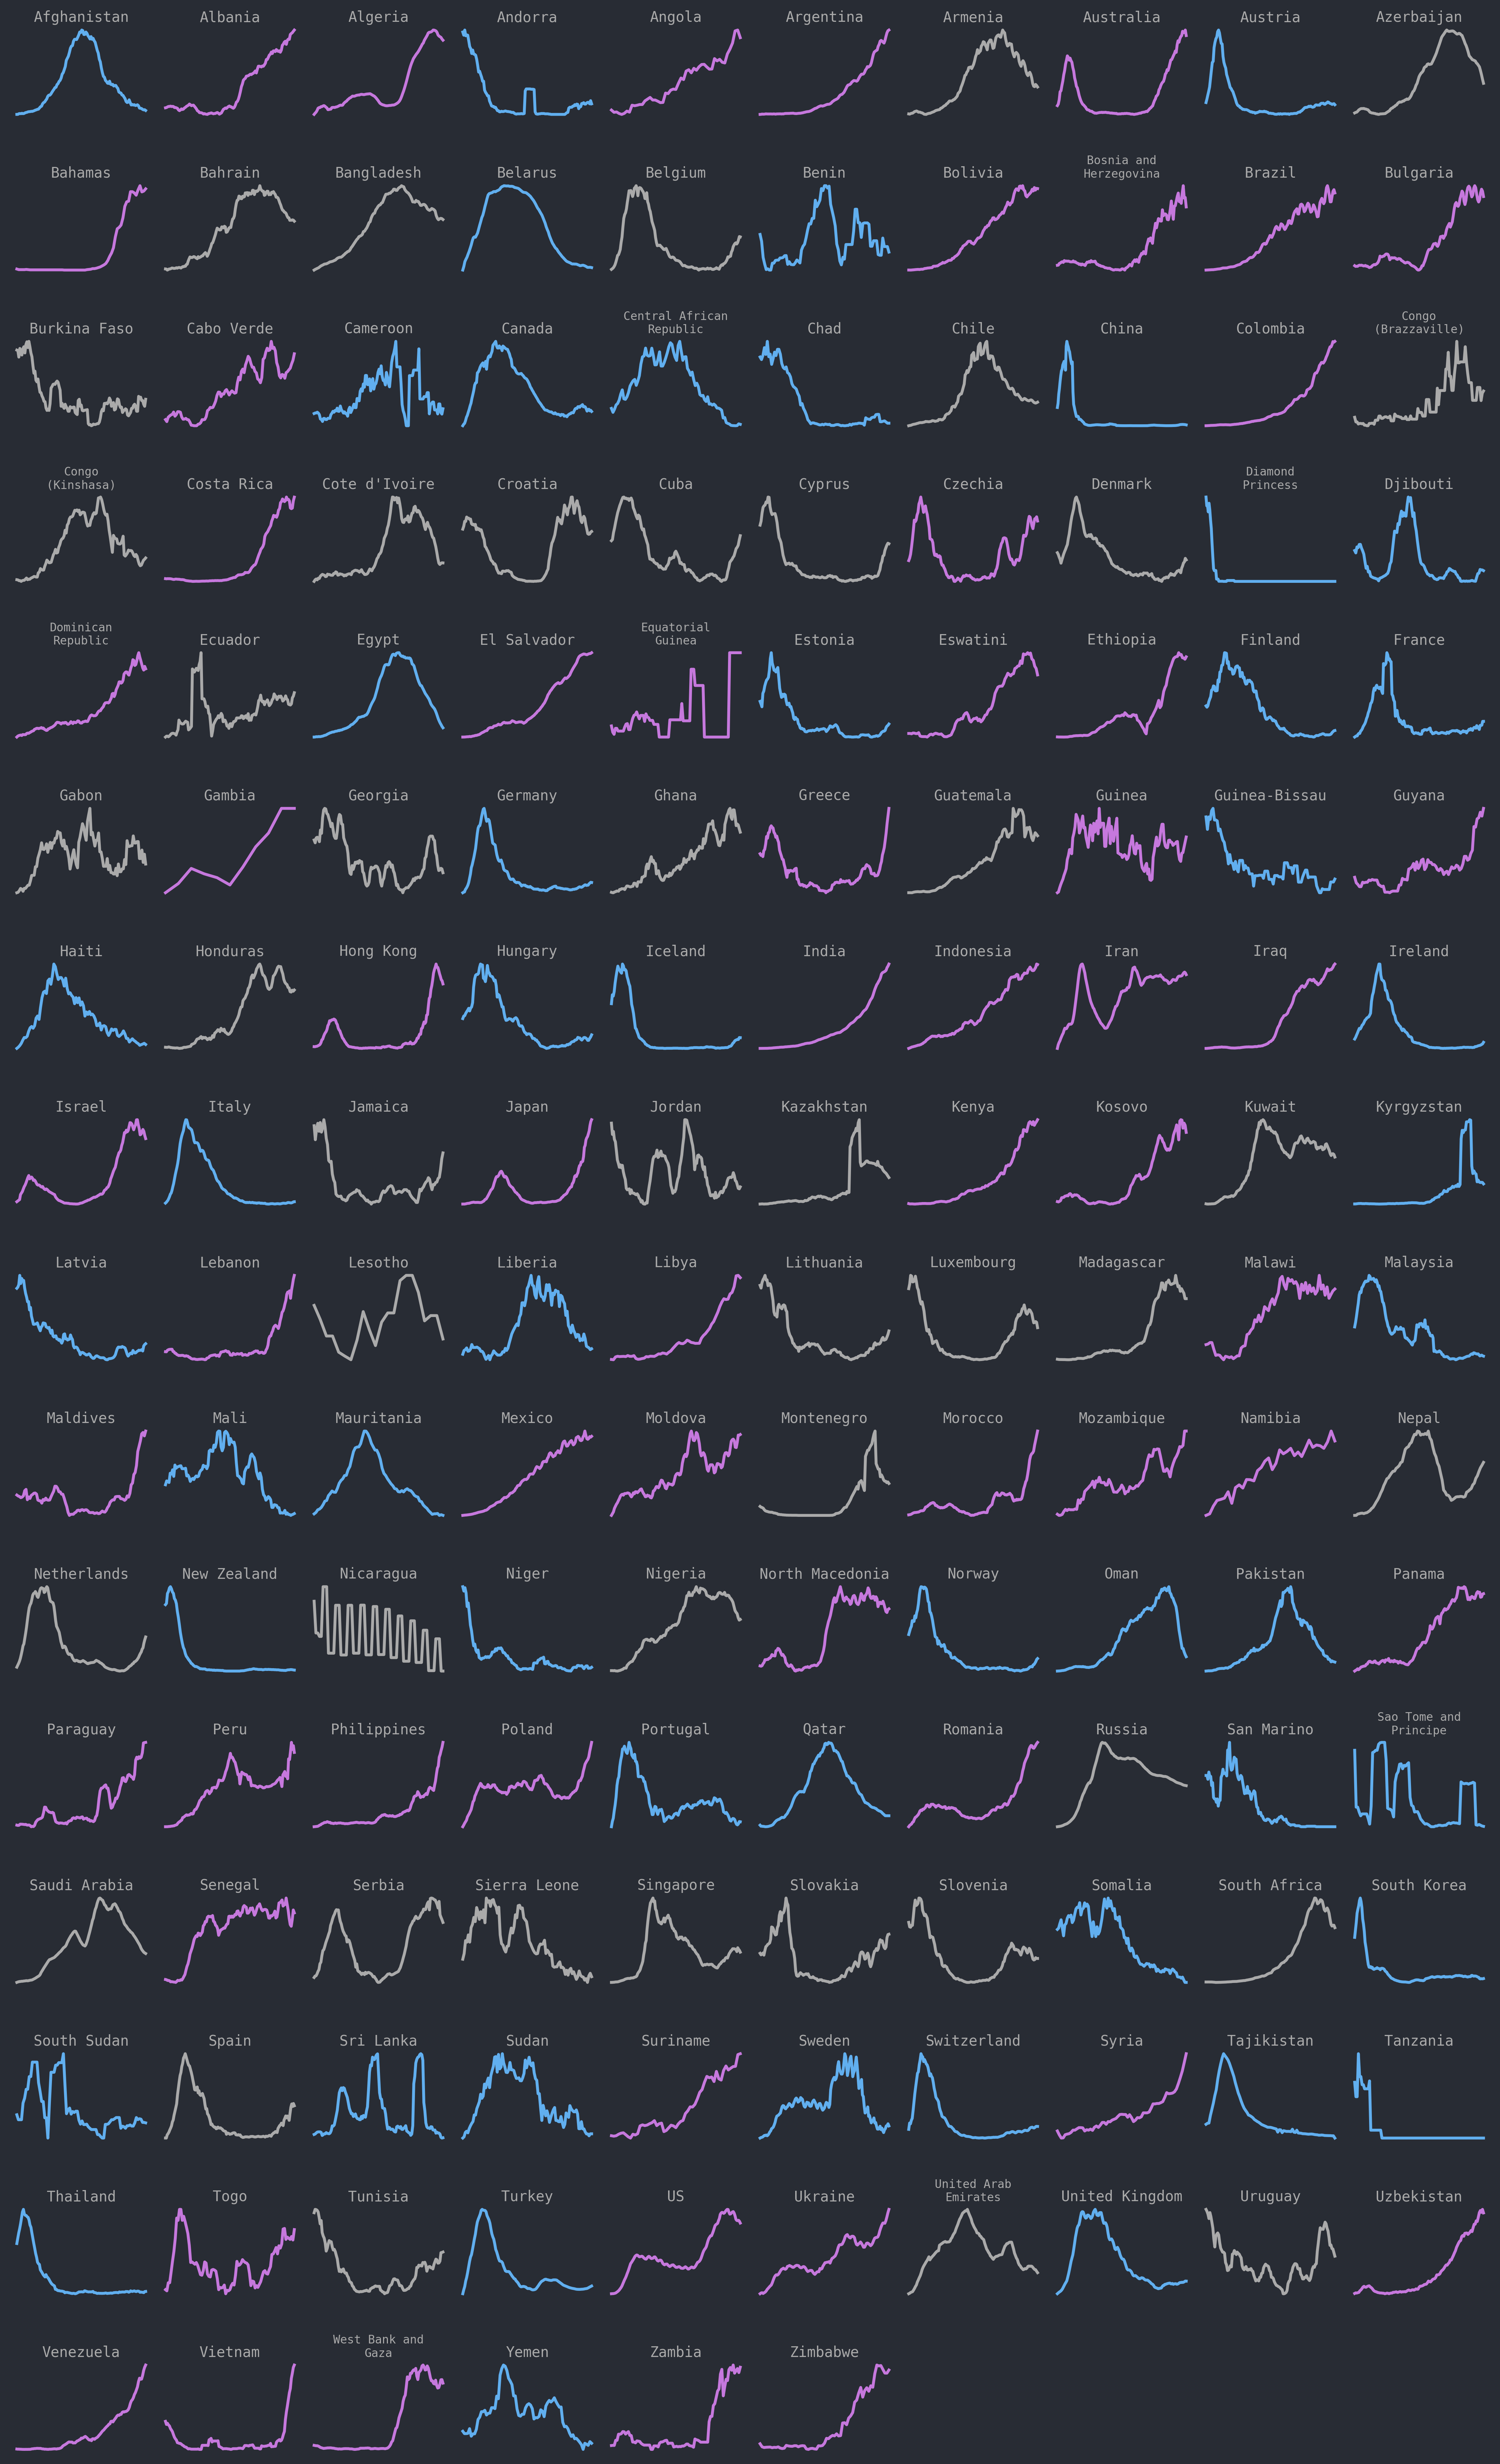 Afghanistan
Albania
Algeria
Andorra
Angola
Argentina
Armenia
Australia
Austria
Azerbaijan
Bahamas
Bahrain
Bangladesh
Belarus
Belgium
Benin
Bolivia
Bosnia and
Herzegovina
Brazil
Bulgaria
Burkina Faso
Cabo Verde
Cameroon
Canada
Central African
Republic
Chad
Chile
China
Colombia
Congo
(Brazzaville)
Congo
(Kinshasa)
Costa Rica
Cote d'Ivoire
Croatia
Cuba
Cyprus
Czechia
Denmark
Diamond
Princess
Djibouti
Dominican
Republic
Ecuador
Egypt
El Salvador
Equatorial
Guinea
Estonia
Eswatini
Ethiopia
Finland
France
Gabon
Gambia
Georgia
Germany
Ghana
Greece
Guatemala
Guinea
Guinea-Bissau
Guyana
Haiti
Honduras
Hong Kong
Hungary
Iceland
India
Indonesia
Iran
Iraq
Ireland
Israel
Italy
Jamaica
Japan
Jordan
Kazakhstan
Kenya
Kosovo
Kuwait
Kyrgyzstan
Latvia
Lebanon
Lesotho
Liberia
Libya
Lithuania
Luxembourg
Madagascar
Malawi
Malaysia
Maldives
Mali
Mauritania
Mexico
Moldova
Montenegro
Morocco
Mozambique
Namibia
Nepal
Netherlands
New Zealand
Nicaragua
Niger
Nigeria
North Macedonia
Norway
Oman
Pakistan
Panama
Paraguay
Peru
Philippines
Poland
Portugal
Qatar
Romania
Russia
San Marino
Sao Tome and
Principe
Saudi Arabia
Senegal
Serbia
Sierra Leone
Singapore
Slovakia
Slovenia
Somalia
South Africa
South Korea
South Sudan
Spain
Sri Lanka
Sudan
Suriname
Sweden
Switzerland
Syria
Tajikistan
Tanzania
Thailand
Togo
Tunisia
Turkey
US
Ukraine
United Arab
Emirates
United Kingdom
Uruguay
Uzbekistan
Venezuela
Vietnam
West Bank and
Gaza
Yemen
Zambia
Zimbabwe